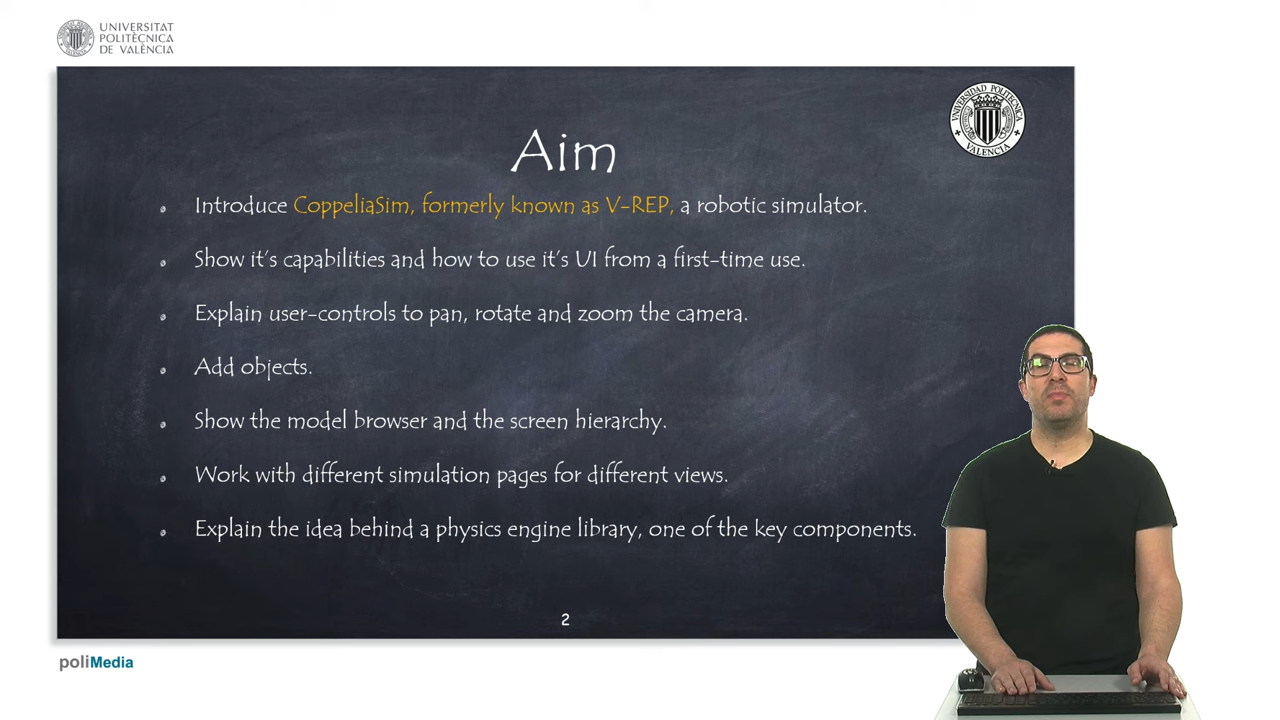 UNIVERSITAT
POLITÈCNICA
DE VALÈNCIA
UNIVERSIDAD POLITECNICA
VALENCIA
Aim
Introduce CoppeliaSim, formerly known as V-REP, a robotic simulator.
Show it's capabilities and how to use it's UI from a first-time use.
Explain user-controls to pan, rotate and zoom the camera.
Add objects.
Show the model browser and the screen hierarchy.
Work with different simulation pages for different views.
Explain the idea behind a physics engine library, one of the key components.
2
poliMedia